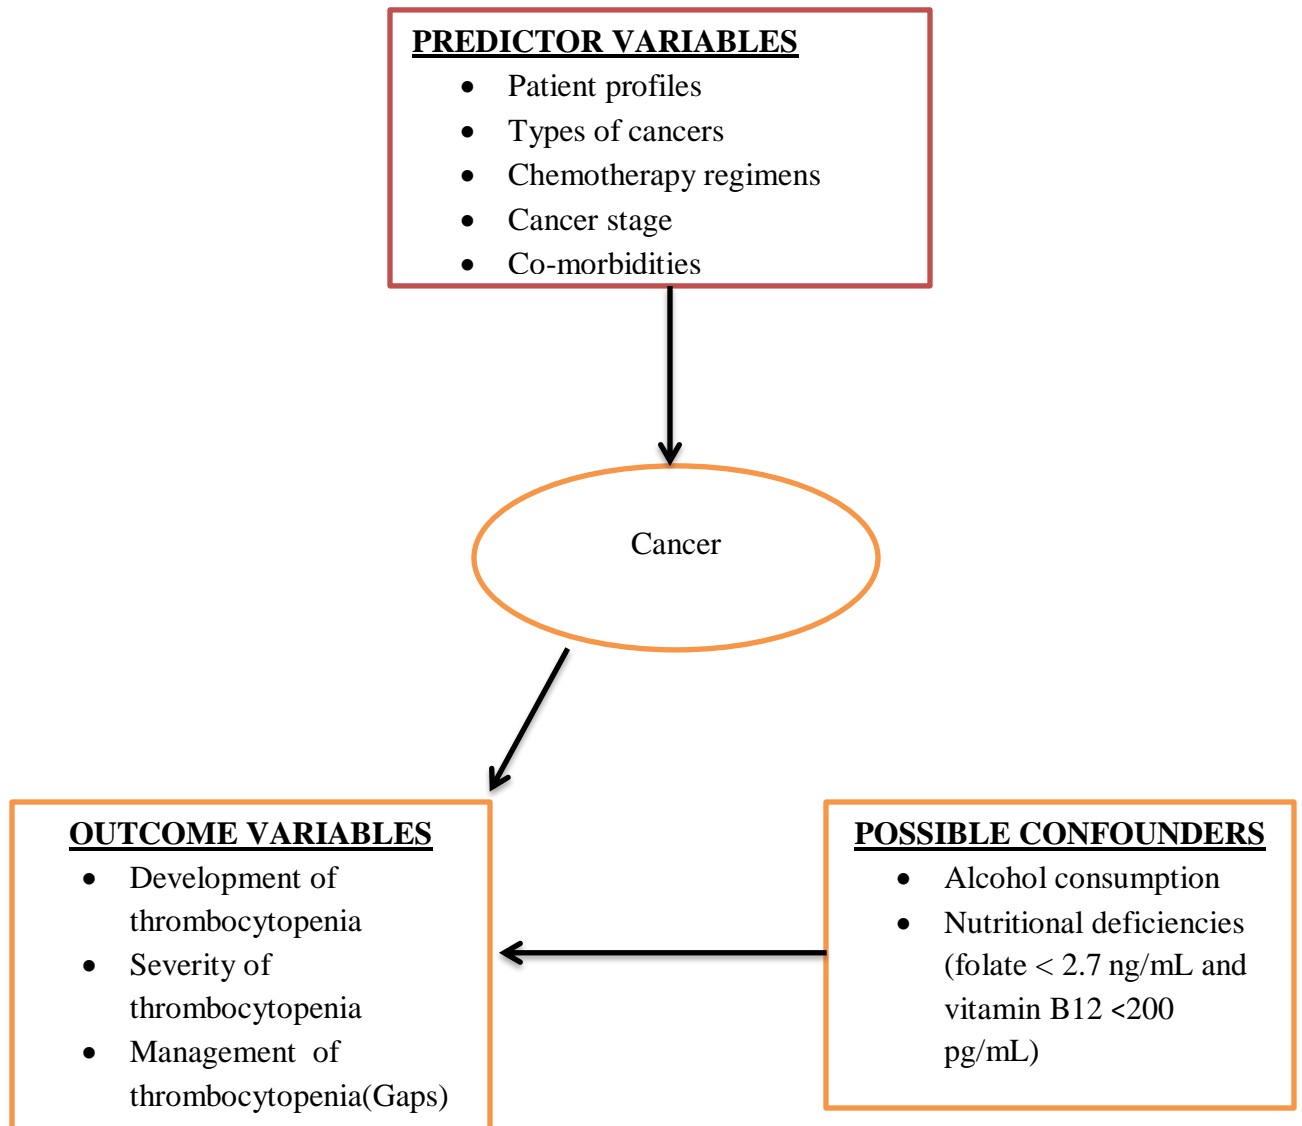 PREDICTOR VARIABLES
• Patient profiles
• Types of cancers
• Chemotherapy regimens
• Cancer stage
• Co-morbidities
Cancer
OUTCOME VARIABLES
• Development of
thrombocytopenia
• Severity of
thrombocytopenia
• Management of
thrombocytopenia(Gaps)
POSSIBLE CONFOUNDERS
• Alcohol consumption
• Nutritional deficiencies
(folate < 2.7 ng/mL and
vitamin B12 <200
pg/mL)